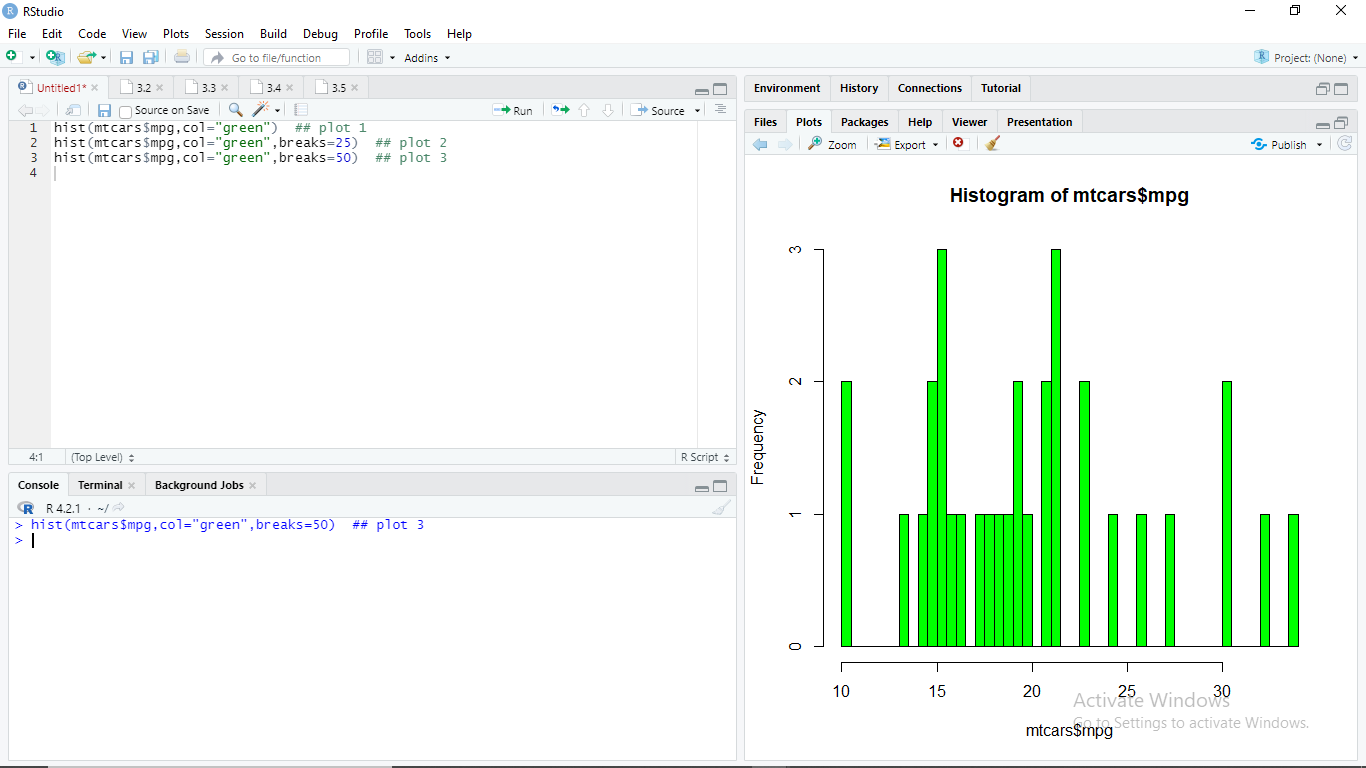 RStudio
File Edit Code View Plots Session Build Debug Profile Tools Help
Go to file/function Addins Project: (None)
Untitled1* 3.2 3.3 3.4 3.5
Source on Save Run Source
1 hist(mtcars$mpg,col="green")  ## plot 1
2 hist(mtcars$mpg,col="green",breaks=25)  ## plot 2
3 hist(mtcars$mpg,col="green",breaks=50)  ## plot 3
4
4:1 (Top Level) R Script
Console Terminal Background Jobs
R 4.2.1 · ~/
> hist(mtcars$mpg,col="green",breaks=50)  ## plot 3
>
Environment History Connections Tutorial
Files Plots Packages Help Viewer Presentation
Zoom Export Publish
Histogram of mtcars$mpg
3
2
1
0
Frequency
10 15 20 25 30
mtcars$mpg
Activate Windows
Go to Settings to activate Windows.